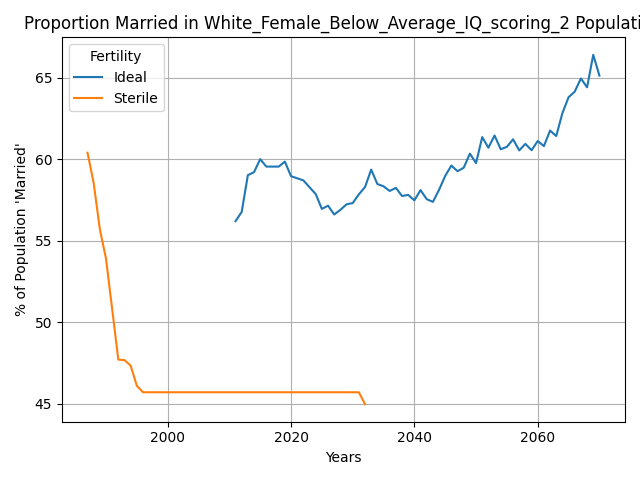 Proportion Married in White_Female_Below_Average_IQ_scoring_2 Populati
Fertility
Ideal
Sterile
% of Population 'Married'
65
60
55
50
45
2000 2020 2040 2060
Years